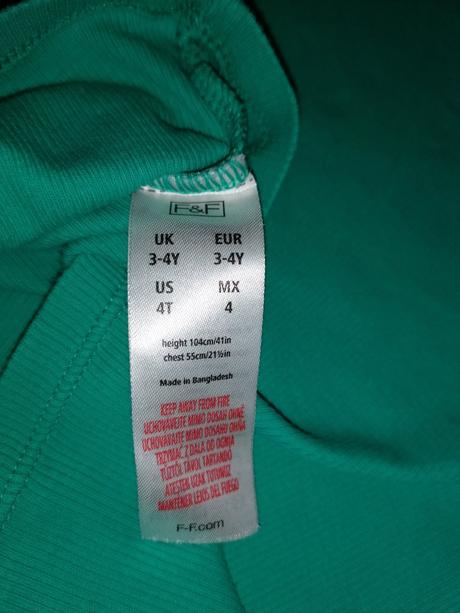 F&F
UK EUR
3-4Y 3-4Y
US MX
4T 4
height 104cm/41in
chest 55cm/21½in
Made in Bangladesh
KEEP AWAY FROM FIRE
UCHOVÁVEJTE MIMO DOSAH OHNĚ
UCHOVÁVAJTE MIMO DOSAHU OHŇA
TRZYMAĆ Z DALA OD OGNIA
TŰZTŐL TÁVOL TARTANDÓ
ATEŞTEN UZAK TUTUNUZ
MANTENER LEJOS DEL FUEGO
F-F.com